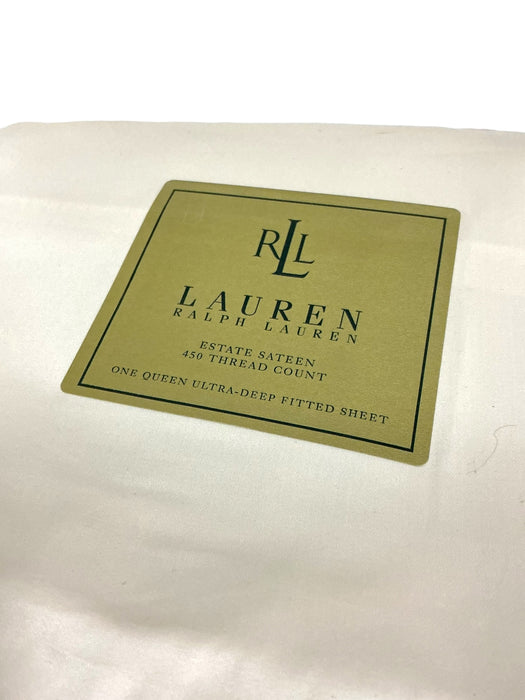 RLL
LAUREN
RALPH LAUREN
ESTATE SATEEN
450 THREAD COUNT
ONE QUEEN ULTRA-DEEP FITTED SHEET